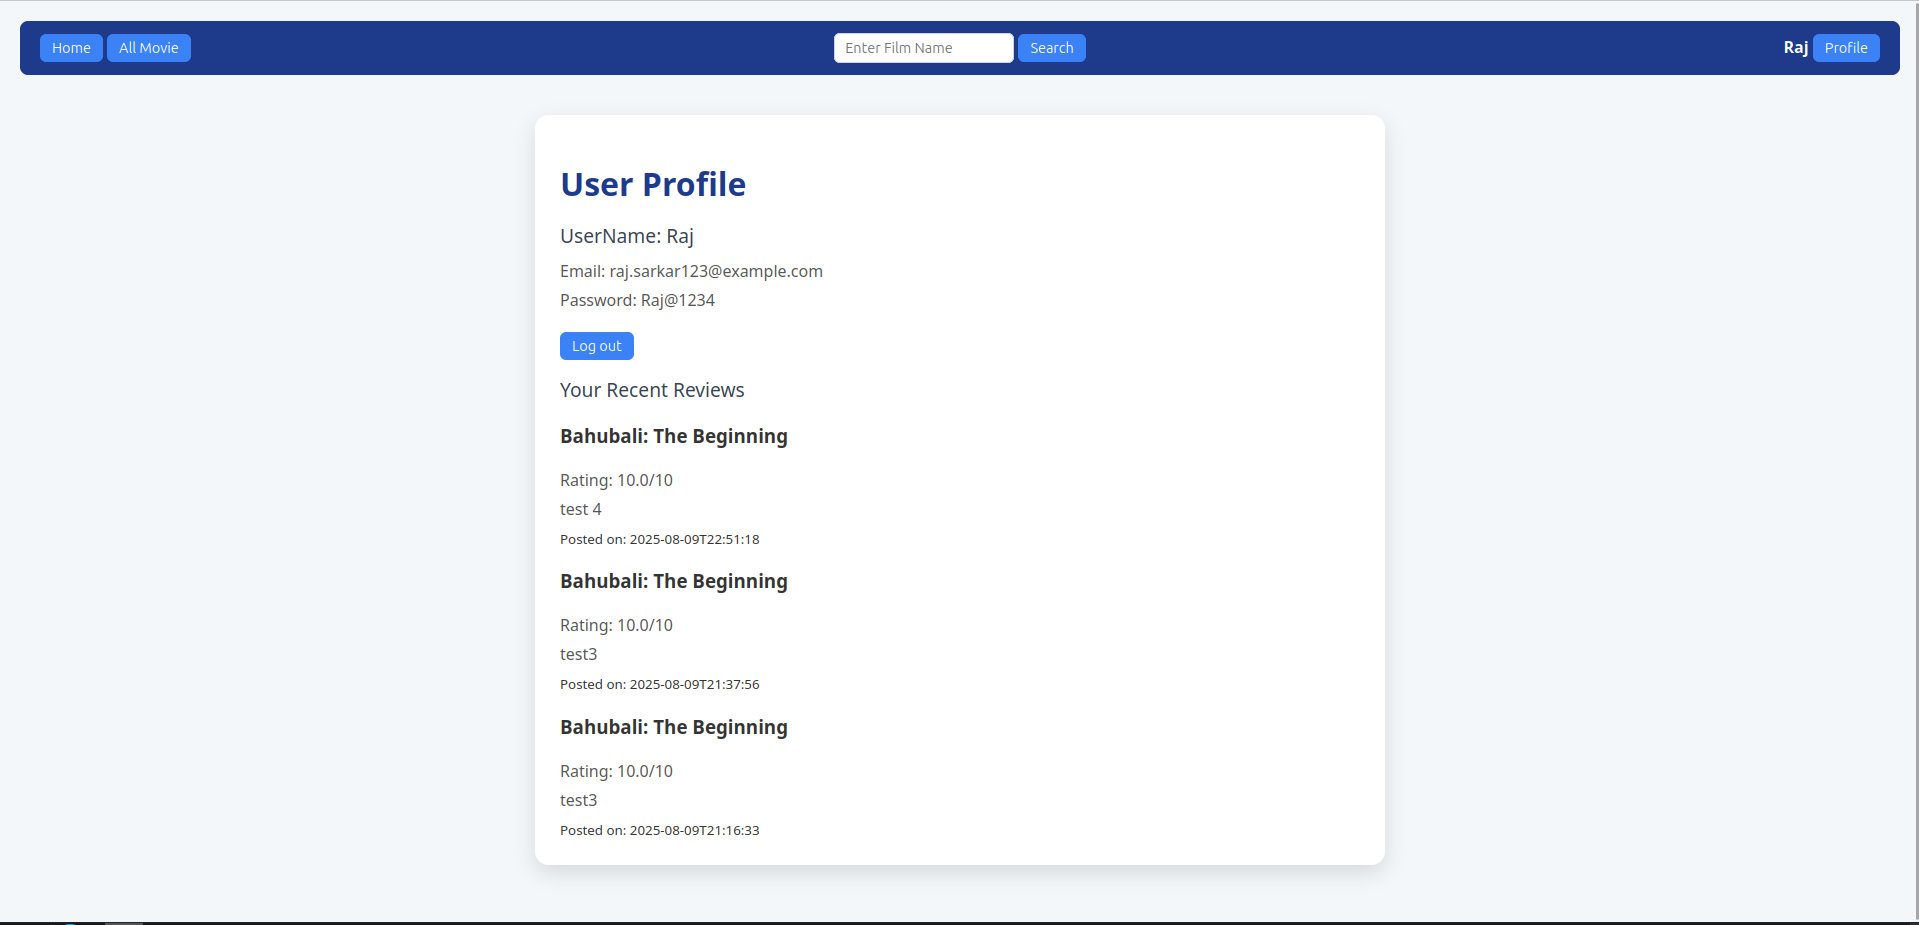 Home All Movie Enter Film Name Search Raj Profile
User Profile
UserName: Raj
Email: raj.sarkar123@example.com
Password: Raj@1234
Log out
Your Recent Reviews
Bahubali: The Beginning
Rating: 10.0/10
test 4
Posted on: 2025-08-09T22:51:18
Bahubali: The Beginning
Rating: 10.0/10
test3
Posted on: 2025-08-09T21:37:56
Bahubali: The Beginning
Rating: 10.0/10
test3
Posted on: 2025-08-09T21:16:33